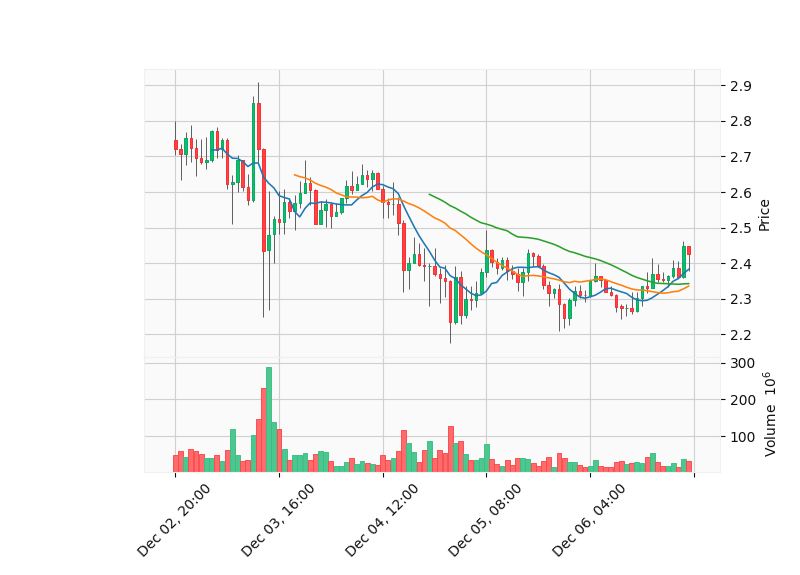 2.9
2.8
2.7
2.6
2.5
2.4
2.3
2.2
Price
300
200
100
Volume 10⁶
Dec 02, 20:00
Dec 03, 16:00
Dec 04, 12:00
Dec 05, 08:00
Dec 06, 04:00